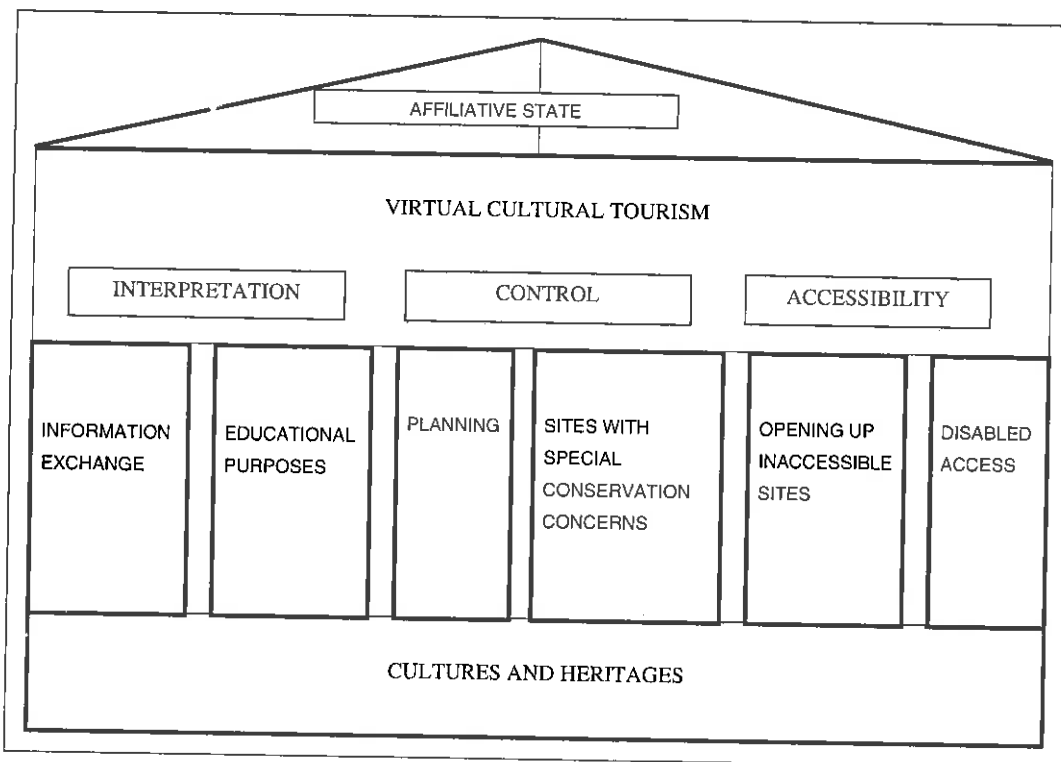 AFFILIATIVE STATE
VIRTUAL CULTURAL TOURISM
INTERPRETATION
CONTROL
ACCESSIBILITY
INFORMATION
EXCHANGE
EDUCATIONAL
PURPOSES
PLANNING
SITES WITH
SPECIAL
CONSERVATION
CONCERNS
OPENING UP
INACCESSIBLE
SITES
DISABLED
ACCESS
CULTURES AND HERITAGES